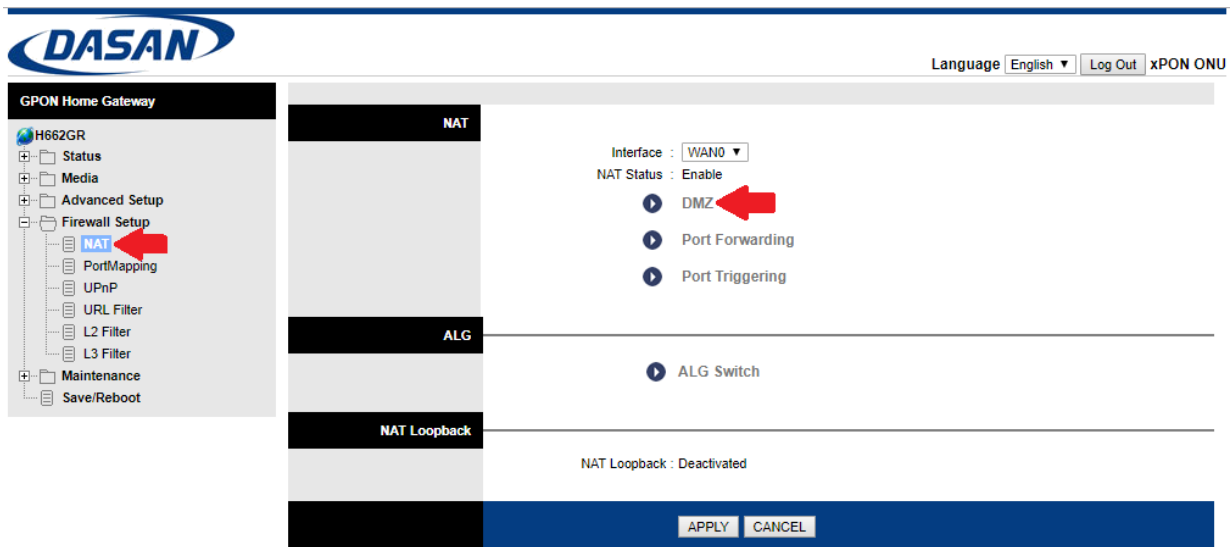 DASAN
Language English Log Out xPON ONU
GPON Home Gateway
H662GR
Status
Media
Advanced Setup
Firewall Setup
NAT
PortMapping
UPnP
URL Filter
L2 Filter
L3 Filter
Maintenance
Save/Reboot
NAT
Interface : WAN0
NAT Status : Enable
DMZ
Port Forwarding
Port Triggering
ALG
ALG Switch
NAT Loopback
NAT Loopback : Deactivated
APPLY CANCEL